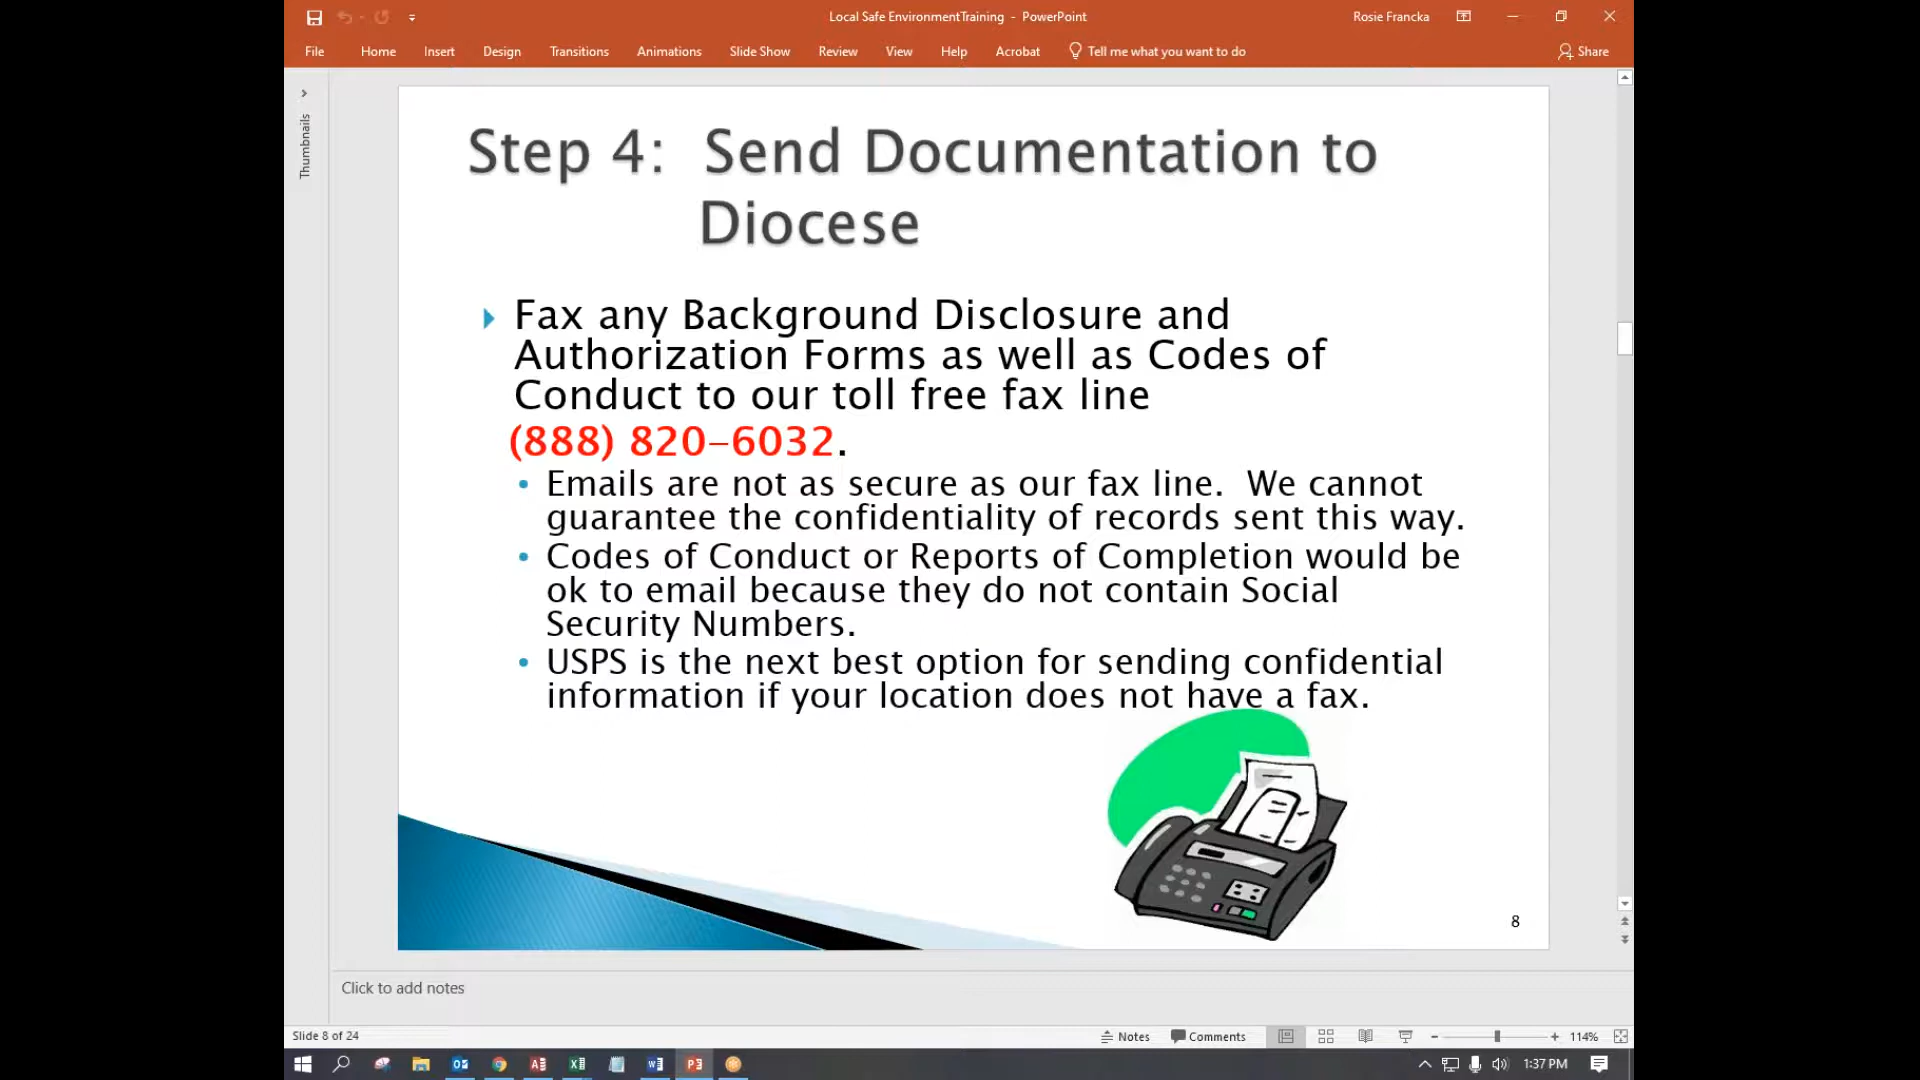 Local Safe EnvironmentTraining - PowerPoint
Rosie Francka
File Home Insert Design Transitions Animations Slide Show Review View Help Acrobat Tell me what you want to do Share
Thumbnails
Step 4: Send Documentation to
Diocese
Fax any Background Disclosure and
Authorization Forms as well as Codes of
Conduct to our toll free fax line
(888) 820-6032.
• Emails are not as secure as our fax line. We cannot
guarantee the confidentiality of records sent this way.
• Codes of Conduct or Reports of Completion would be
ok to email because they do not contain Social
Security Numbers.
• USPS is the next best option for sending confidential
information if your location does not have a fax.
8
Click to add notes
Slide 8 of 24
Notes Comments 114%
1:37 PM